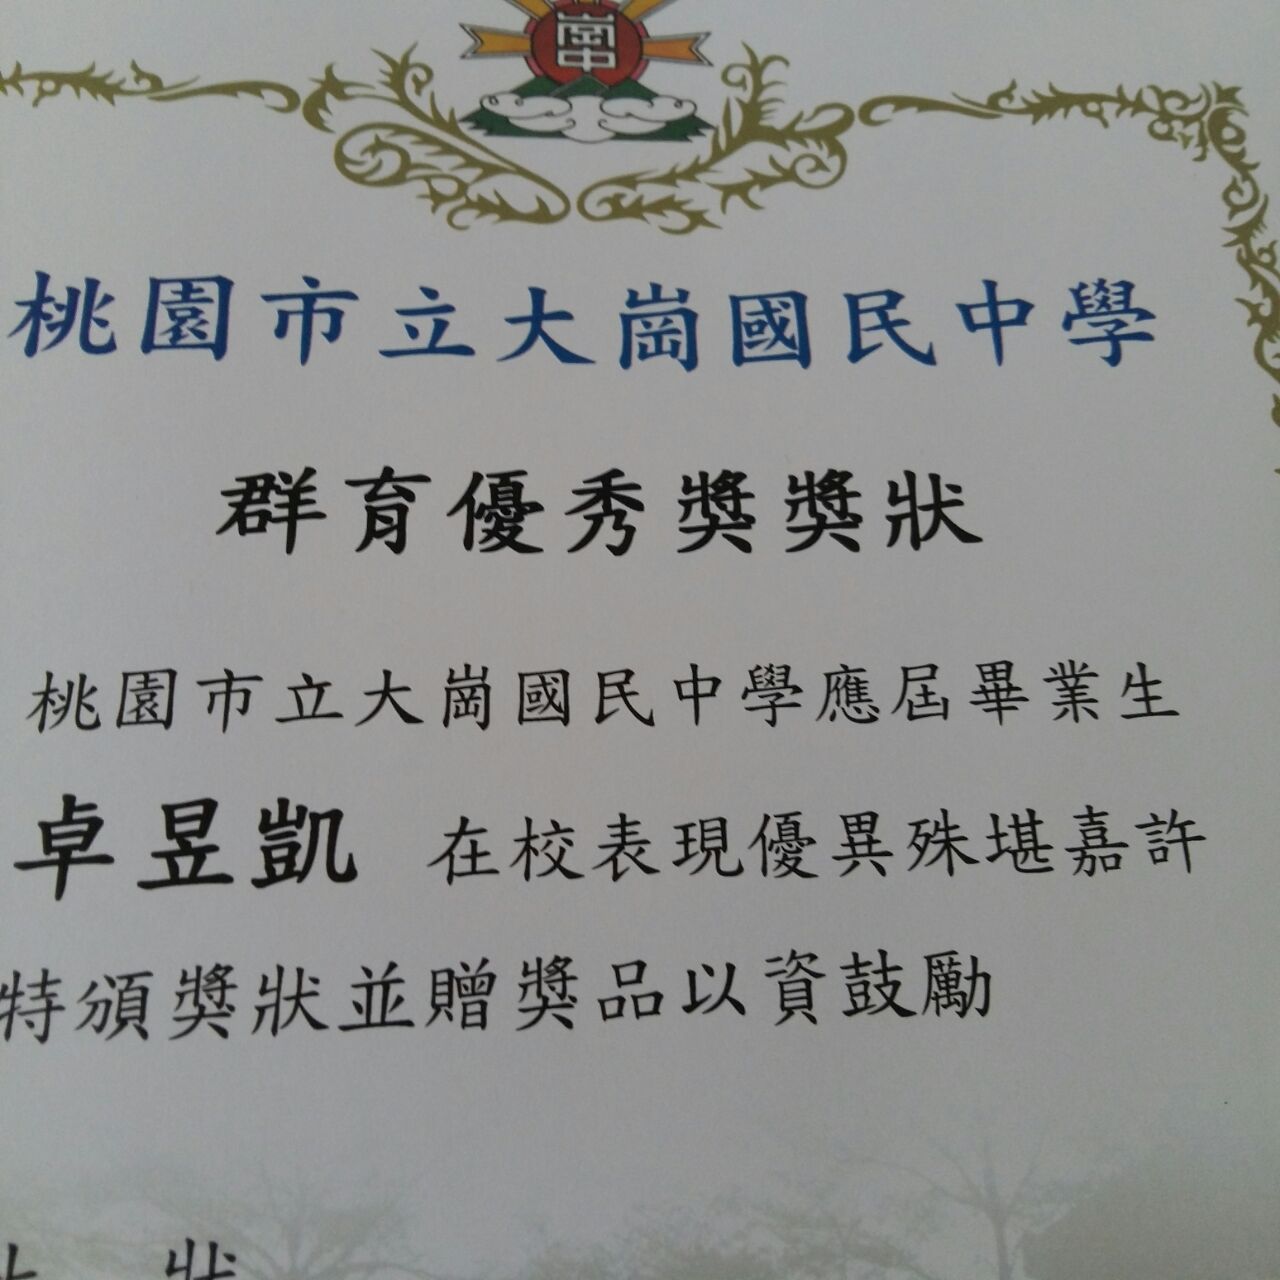 崗中
桃園市立大崗國民中學
群育優秀獎獎狀
桃園市立大崗國民中學應屆畢業生
卓昱凱 在校表現優異殊堪嘉許
特頒獎狀並贈獎品以資鼓勵
狀